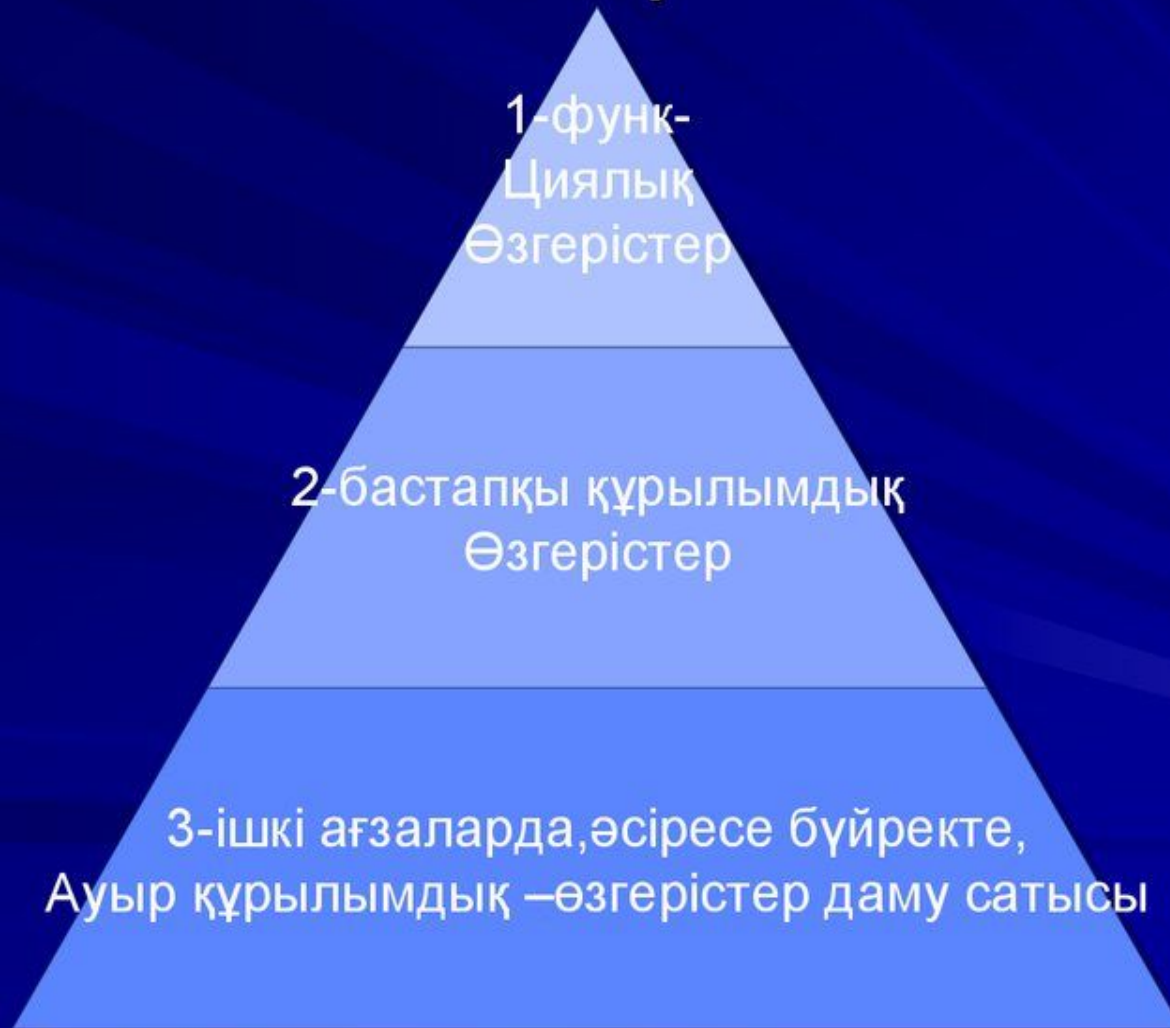 1-функ-
Циялық
Өзгерістер
2-бастапқы құрылымдық
Өзгерістер
3-ішкі ағзаларда,әсіресе бүйректе,
Ауыр құрылымдық –өзгерістер даму сатысы